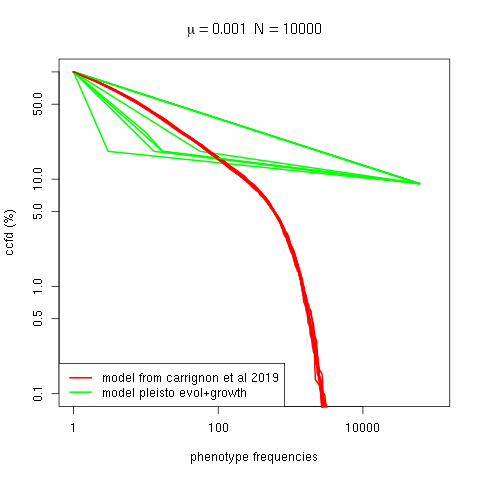 μ = 0.001 N = 10000
ccfd (%)
50.0
10.0
5.0
1.0
0.5
0.1
model from carrignon et al 2019
model pleisto evol+growth
1
100
10000
phenotype frequencies